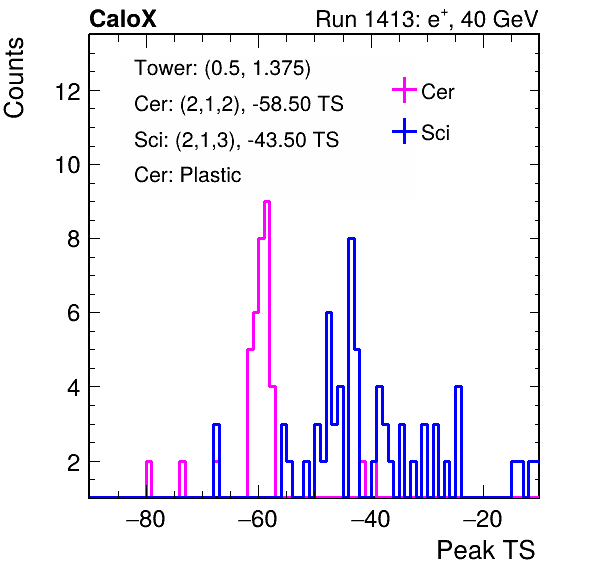 CaloX Run 1413: e⁺, 40 GeV
Counts
Tower: (0.5, 1.375)
Cer: (2,1,2), -58.50 TS
Sci: (2,1,3), -43.50 TS
Cer: Plastic
Cer
Sci
12
10
8
6
4
2
−80 −60 −40 −20
Peak TS